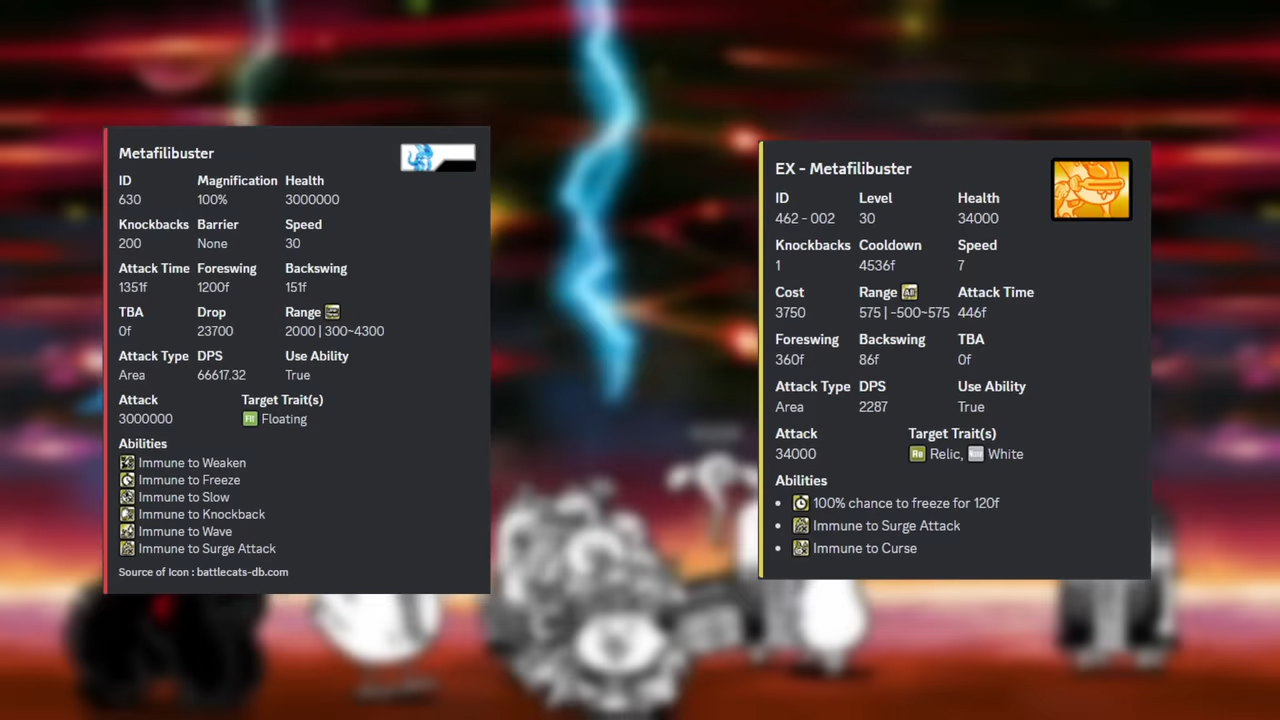 Metafilibuster
ID Magnification Health
630 100% 3000000
Knockbacks Barrier Speed
200 None 30
Attack Time Foreswing Backswing
1351f 1200f 151f
TBA Drop Range
0f 23700 2000 | 300~4300
Attack Type DPS Use Ability
Area 66617.32 True
Attack Target Trait(s)
3000000 Floating
Abilities
Immune to Weaken
Immune to Freeze
Immune to Slow
Immune to Knockback
Immune to Wave
Immune to Surge Attack
Source of Icon : battlecats-db.com
EX - Metafilibuster
ID Level Health
462 - 002 30 34000
Knockbacks Cooldown Speed
1 4536f 7
Cost Range All Attack Time
3750 575 | -500~575 446f
Foreswing Backswing TBA
360f 86f 0f
Attack Type DPS Use Ability
Area 2287 True
Attack Target Trait(s)
34000 Re Relic, White
Abilities
• 100% chance to freeze for 120f
• Immune to Surge Attack
• Immune to Curse